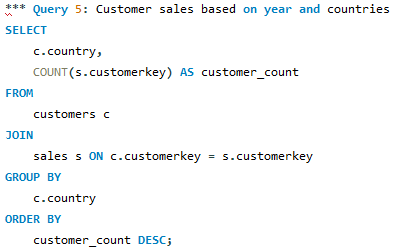 *** Query 5: Customer sales based on year and countries
SELECT
c.country,
COUNT(s.customerkey) AS customer_count
FROM
customers c
JOIN
sales s ON c.customerkey = s.customerkey
GROUP BY
c.country
ORDER BY
customer_count DESC;